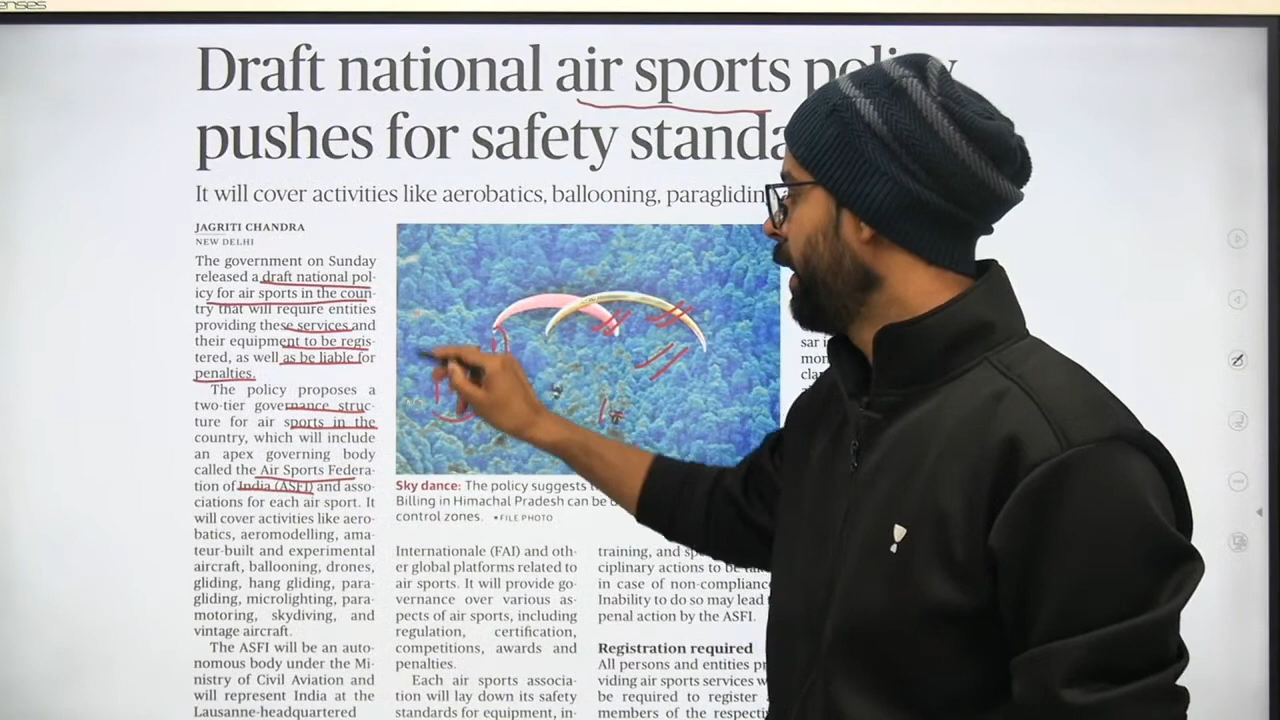 enses
Draft national air sports policy
pushes for safety
It will cover activities like aerobatics, ballooning,
JAGRITI CHANDRA
NEW DELHI
The government on Sunday
released a draft national pol-
icy for air sports in the coun-
try that will require entities
providing these services and
their equipment to be regis-
tered, as well as be liable for
penalties.
The policy proposes a
two-tier governance struc-
ture for air sports in the
country, which will include
an apex governing body
called the Air Sports Federa-
tion of India (ASFI) and asso-
ciations for each air sport. It
will cover activities like aero-
batics, aeromodelling, ama-
teur-built and experimental
aircraft, ballooning, drones,
gliding, hang gliding, para-
gliding, microlighting, para-
motoring, skydiving, and
vintage aircraft.
The ASFI will be an auto-
nomous body under the Mi-
nistry of Civil Aviation and
will represent India at the
Lausanne-headquartered
Sky dance: The policy suggests
Billing in Himachal Pradesh can be
control zones. •FILE PHOTO
Internationale (FAI) and oth-
er global platforms related to
air sports. It will provide go-
vernance over various as-
pects of air sports, including
regulation, certification,
competitions, awards and
penalties.
Each air sports associa-
tion will lay down its safety
standards for equipment, in-
training, and
ciplinary actions to be
in case of non-compliance
Inability to do so may lead
penal action by the ASFI.
Registration required
All persons and entities
viding air sports services
be required to register
members of the